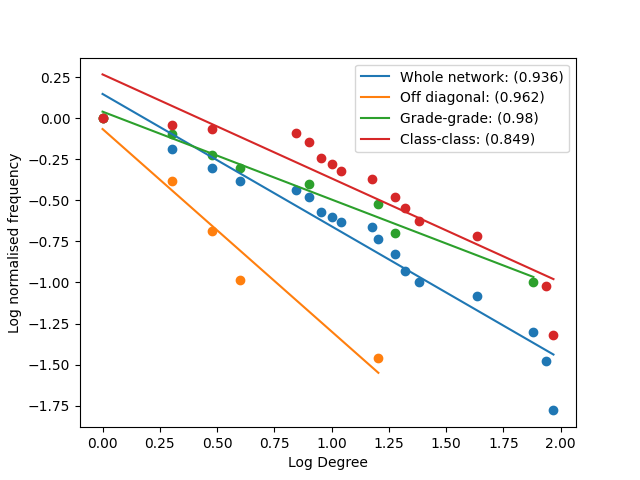 Whole network: (0.936)
Off diagonal: (0.962)
Grade-grade: (0.98)
Class-class: (0.849)
0.25
0.00
−0.25
−0.50
−0.75
−1.00
−1.25
−1.50
−1.75
Log normalised frequency
0.00 0.25 0.50 0.75 1.00 1.25 1.50 1.75 2.00
Log Degree